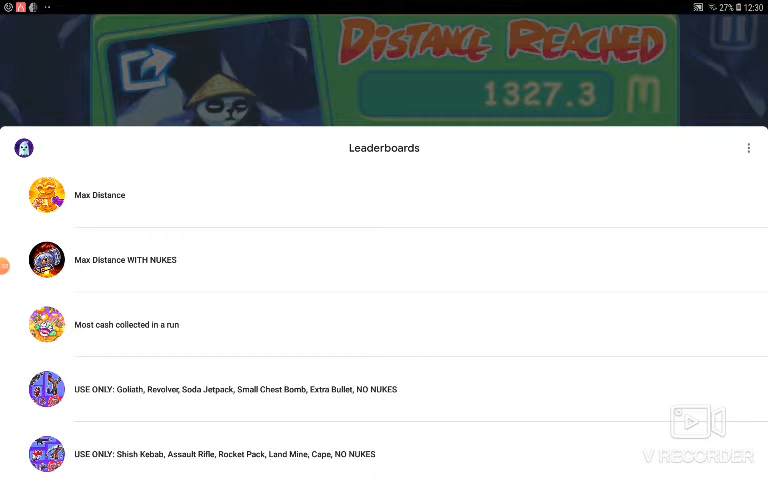 27% 12:30
DISTANCE REACHED
1327.3 M
Leaderboards
Max Distance
Max Distance WITH NUKES
Most cash collected in a run
USE ONLY: Goliath, Revolver, Soda Jetpack, Small Chest Bomb, Extra Bullet, NO NUKES
USE ONLY: Shish Kebab, Assault Rifle, Rocket Pack, Land Mine, Cape, NO NUKES
V RECORDER